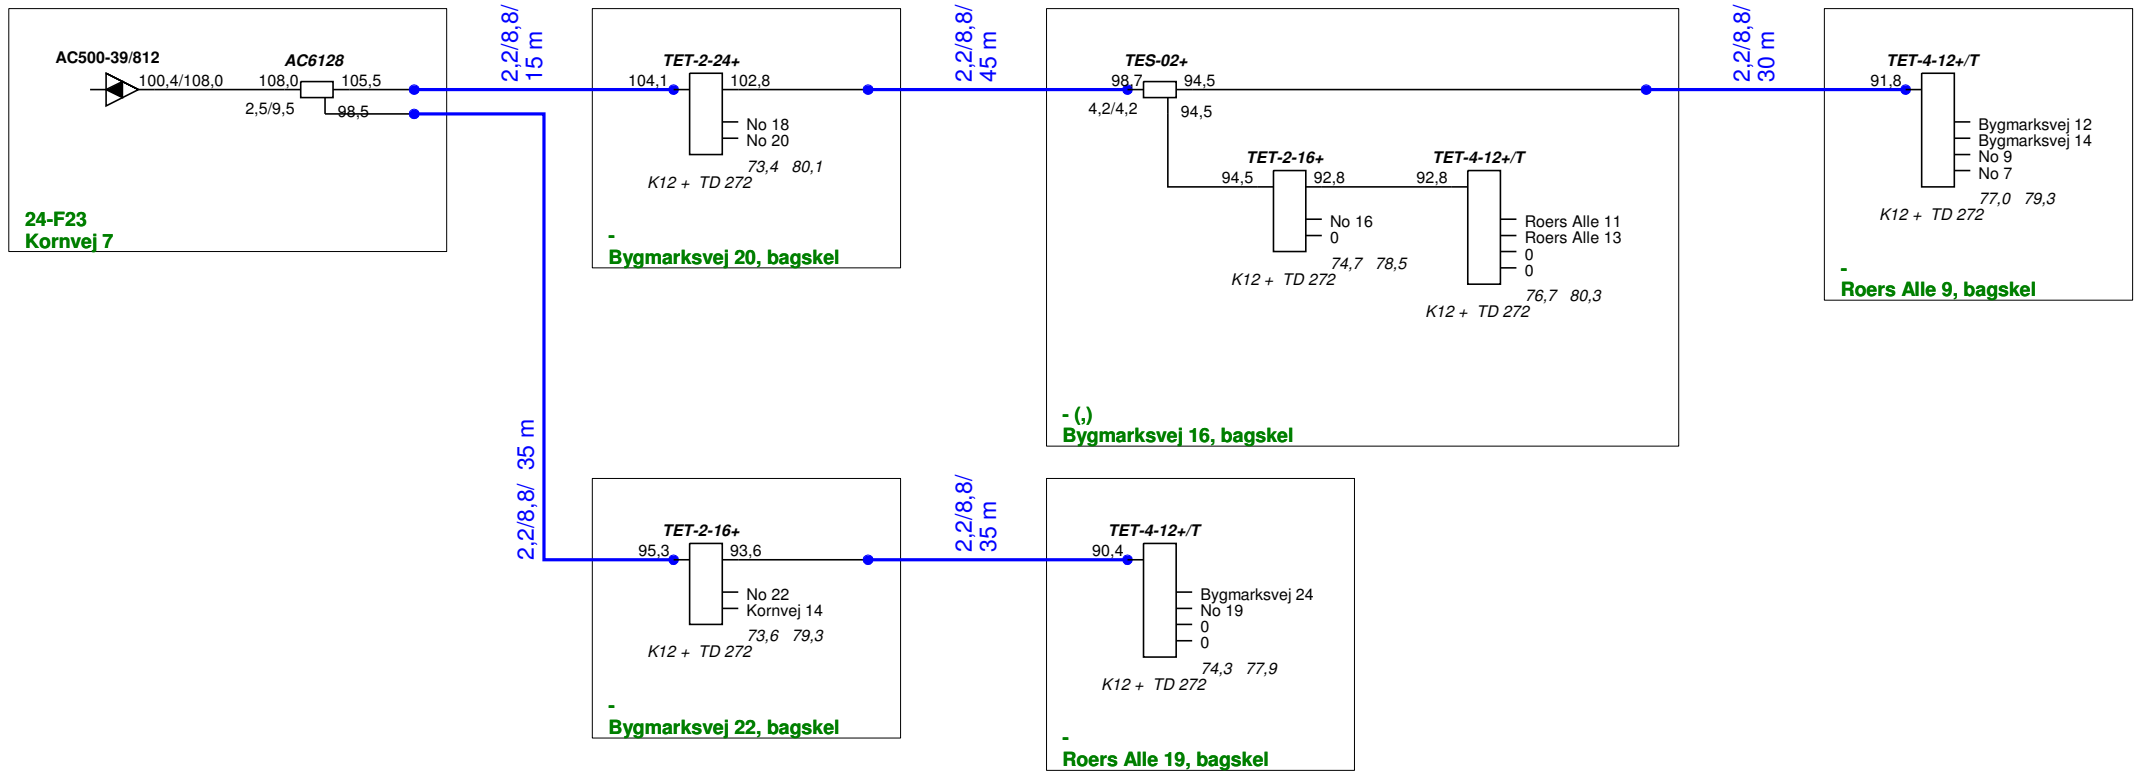 AC500-39/812
100,4/108,0
AC6128
108,0
105,5
2,5/9,5
98,5
24-F23
Kornvej 7
2,2/8,8/
15 m
TET-2-24+
104,1
102,8
No 18
No 20
73,4 80,1
K12 + TD 272
-
Bygmarksvej 20, bagskel
2,2/8,8/
45 m
TES-02+
98,7
94,5
4,2/4,2
94,5
TET-2-16+
94,5
92,8
No 16
0
74,7 78,5
K12 + TD 272
TET-4-12+/T
92,8
Roers Alle 11
Roers Alle 13
0
0
76,7 80,3
K12 + TD 272
- (,)
Bygmarksvej 16, bagskel
2,2/8,8/
30 m
TET-4-12+/T
91,8
Bygmarksvej 12
Bygmarksvej 14
No 9
No 7
77,0 79,3
K12 + TD 272
-
Roers Alle 9, bagskel
2,2/8,8/ 35 m
TET-2-16+
95,3
93,6
No 22
Kornvej 14
73,6 79,3
K12 + TD 272
-
Bygmarksvej 22, bagskel
2,2/8,8/
35 m
TET-4-12+/T
90,4
Bygmarksvej 24
No 19
0
0
74,3 77,9
K12 + TD 272
-
Roers Alle 19, bagskel